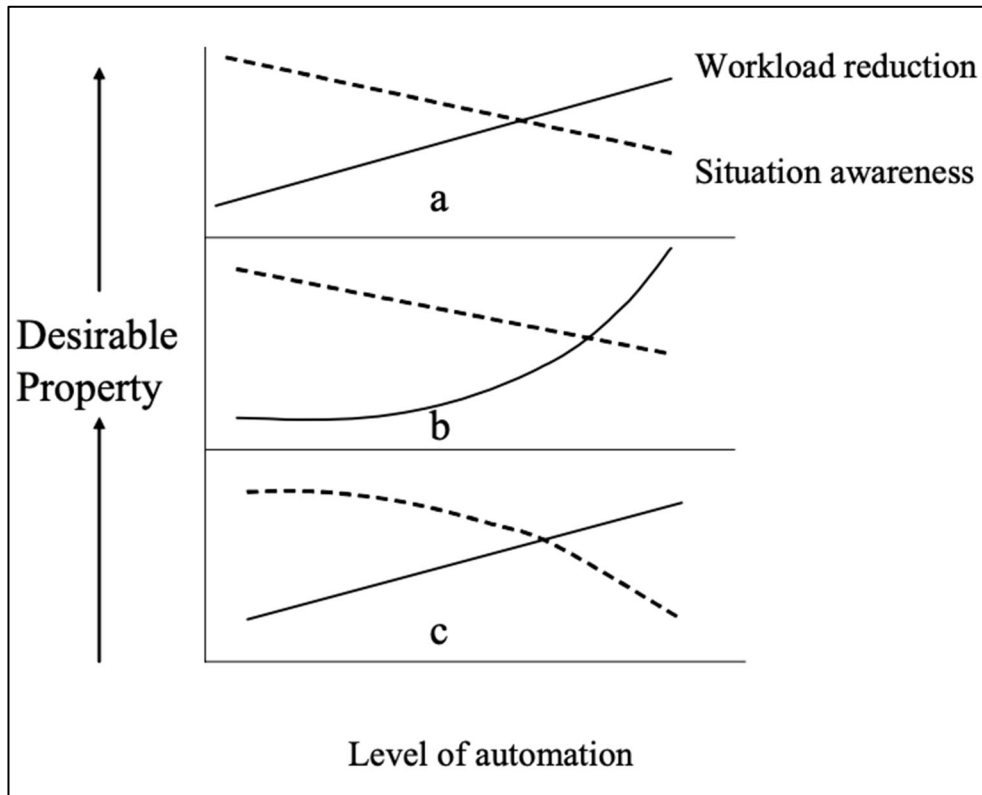 Workload reduction
Situation awareness
a
Desirable
Property
b
c
Level of automation